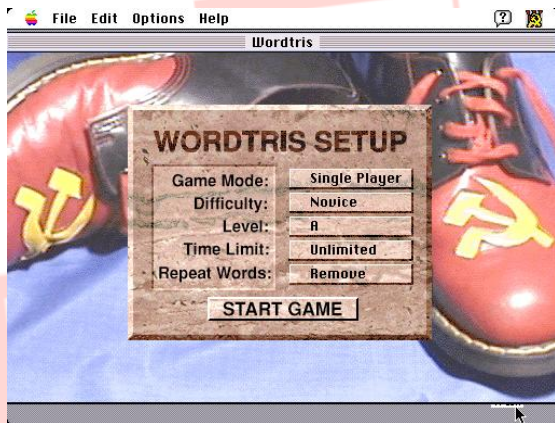 File Edit Options Help
Wordtris
WORDTRIS SETUP
Game Mode: Single Player
Difficulty: Novice
Level: A
Time Limit: Unlimited
Repeat Words: Remove
START GAME